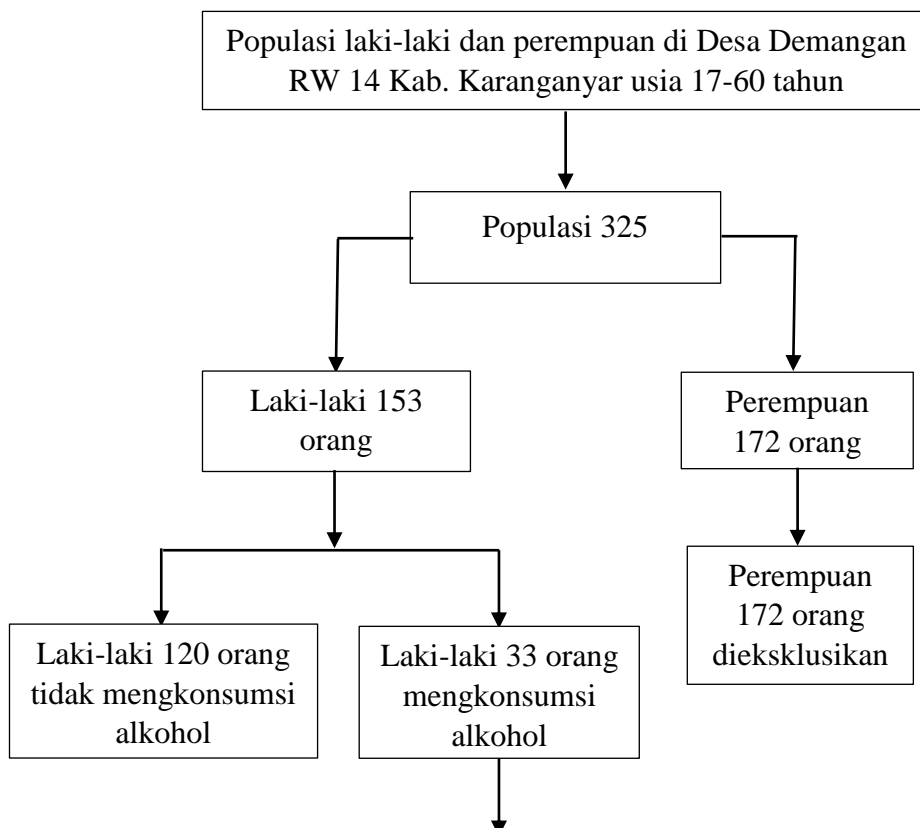 Populasi laki-laki dan perempuan di Desa Demangan
RW 14 Kab. Karanganyar usia 17-60 tahun
Populasi 325
Laki-laki 153
orang
Perempuan
172 orang
Laki-laki 120 orang
tidak mengkonsumsi
alkohol
Laki-laki 33 orang
mengkonsumsi
alkohol
Perempuan
172 orang
dieksklusikan